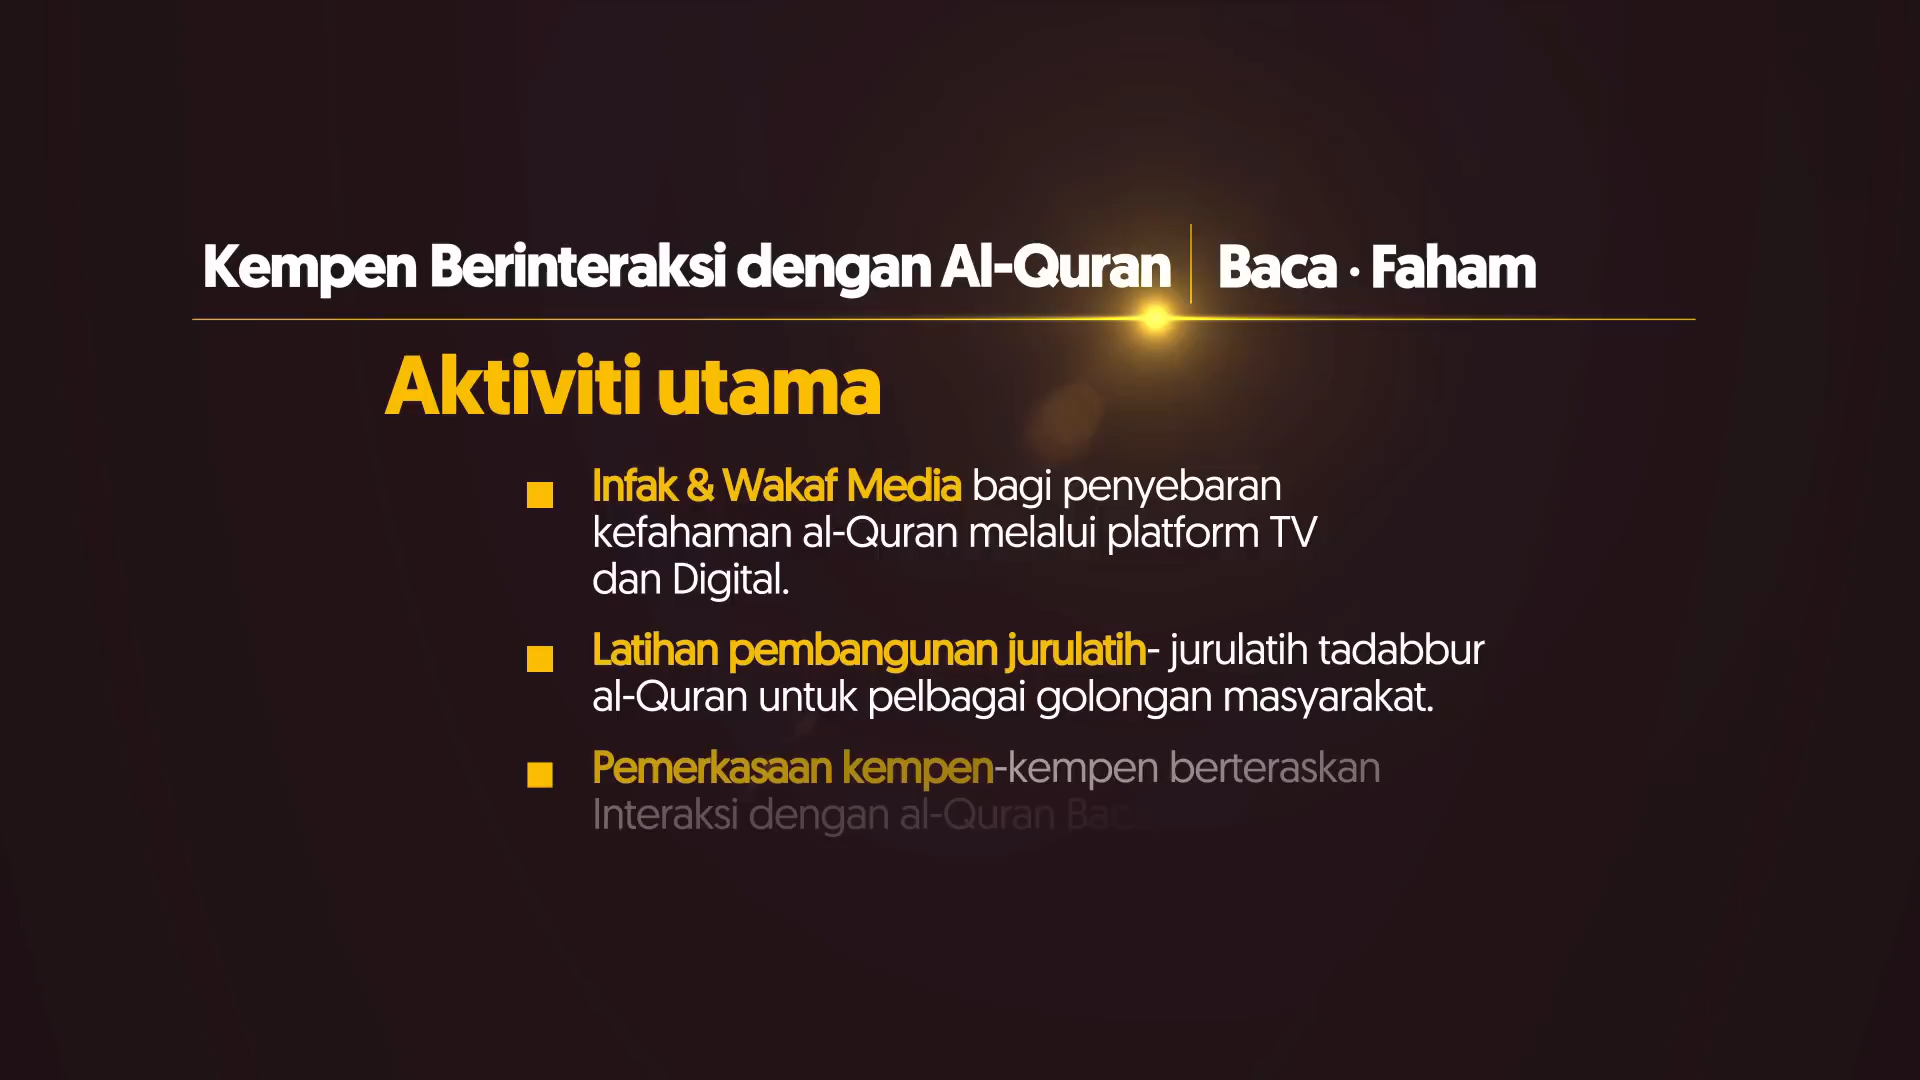 Kempen Berinteraksi dengan Al-Quran | Baca · Faham
Aktiviti utama
Infak & Wakaf Media bagi penyebaran
kefahaman al-Quran melalui platform TV
dan Digital.
Latihan pembangunan jurulatih- jurulatih tadabbur
al-Quran untuk pelbagai golongan masyarakat.
Pemerkasaan kempen-kempen berteraskan
Interaksi dengan al-Quran